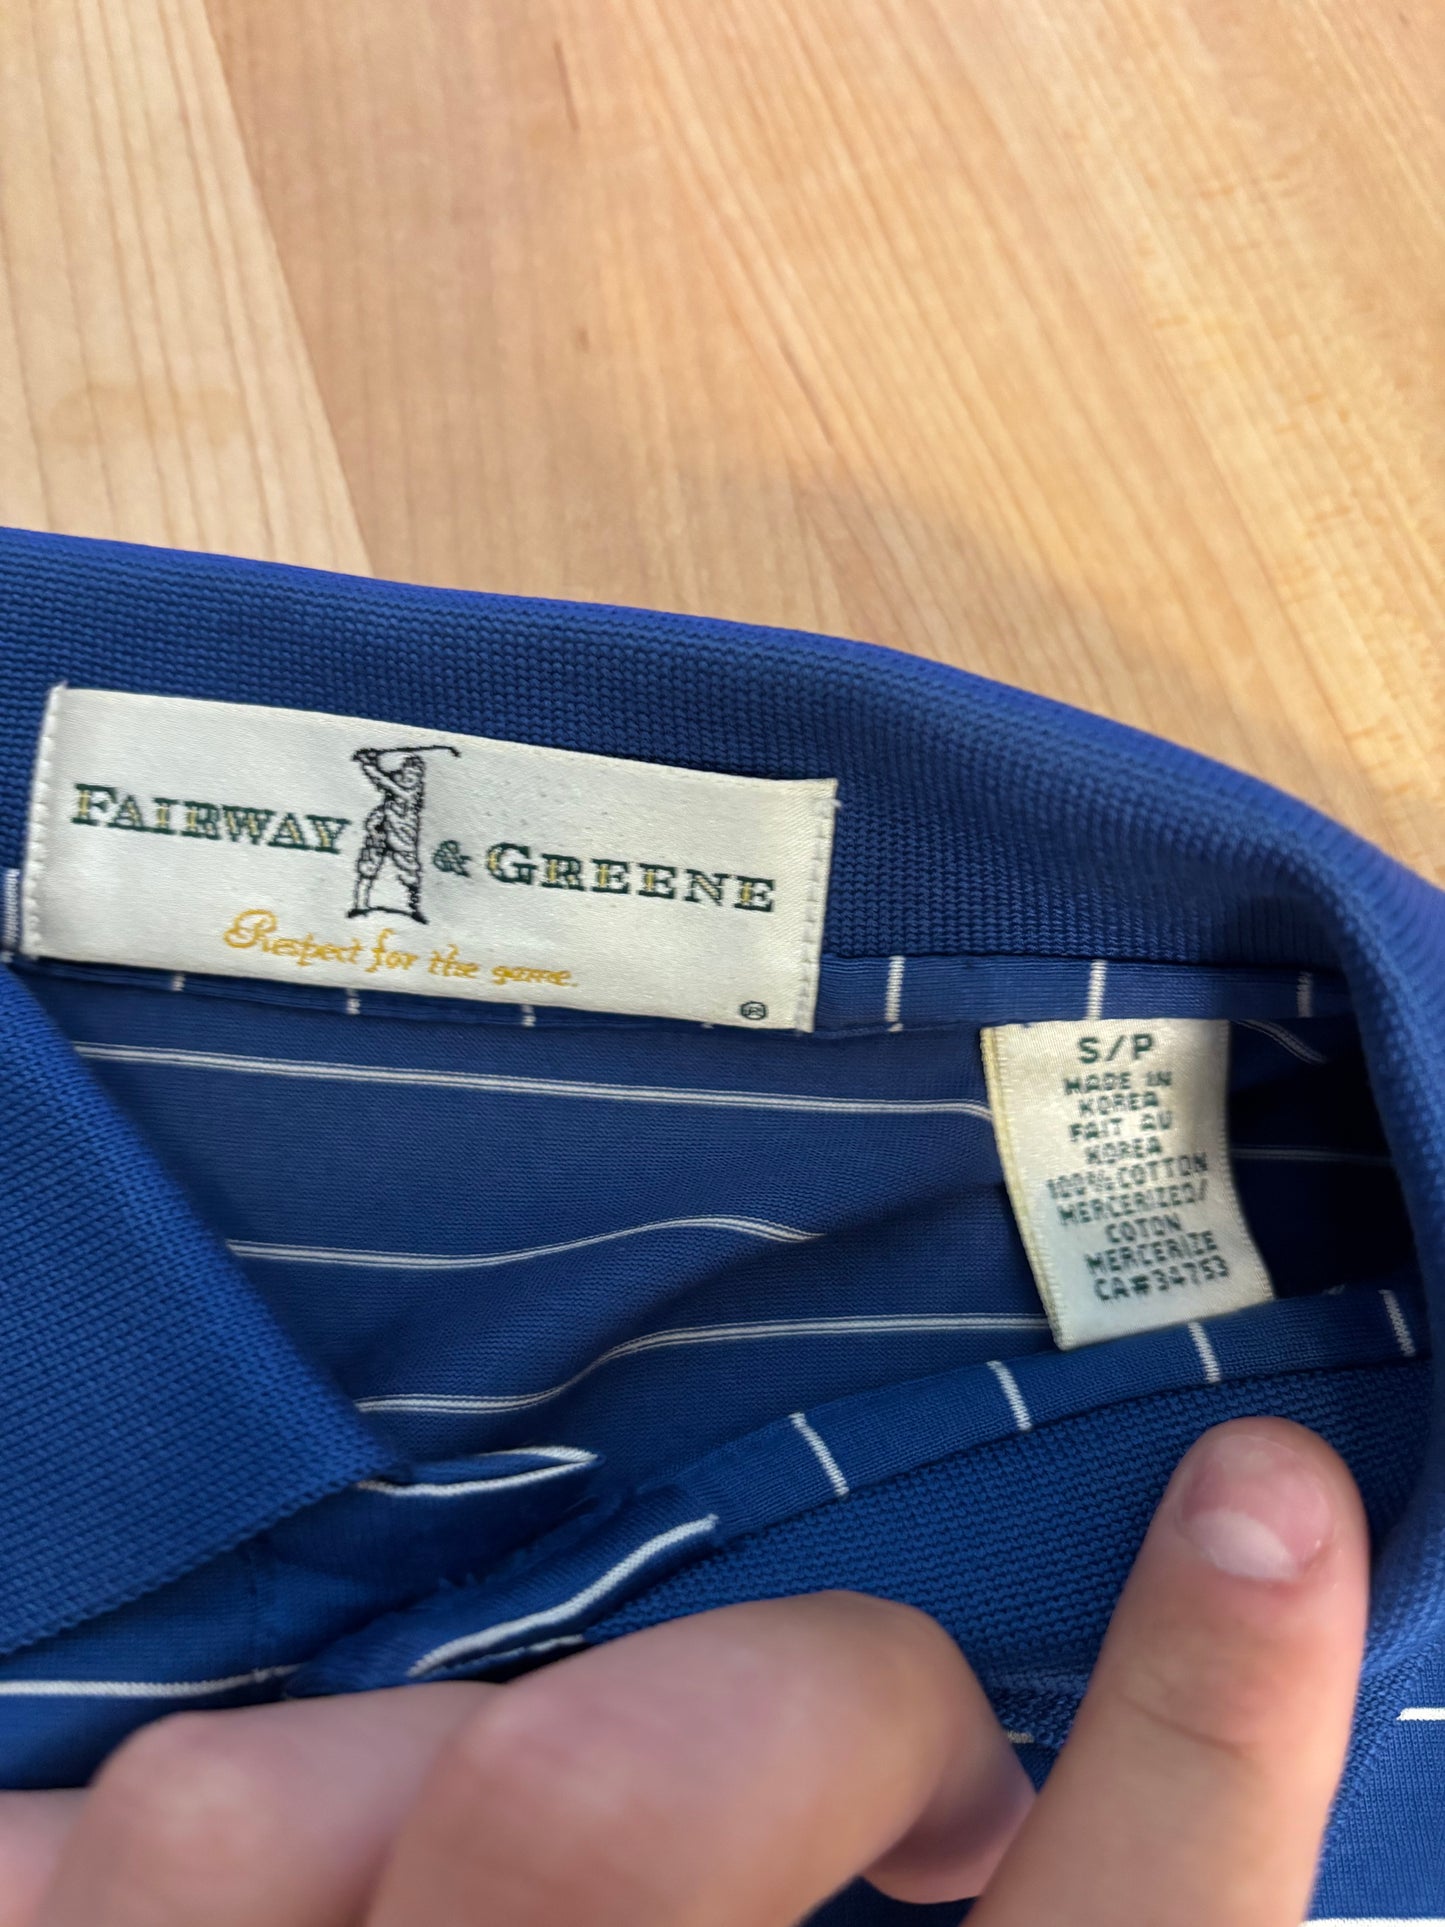 FAIRWAY & GREENE
Respect for the game.
®
S/P
MADE IN
KOREA
FAIT AU
KOREA
100% COTTON
MERCERIZED/
COTON
MERCERIZE
CA#34753